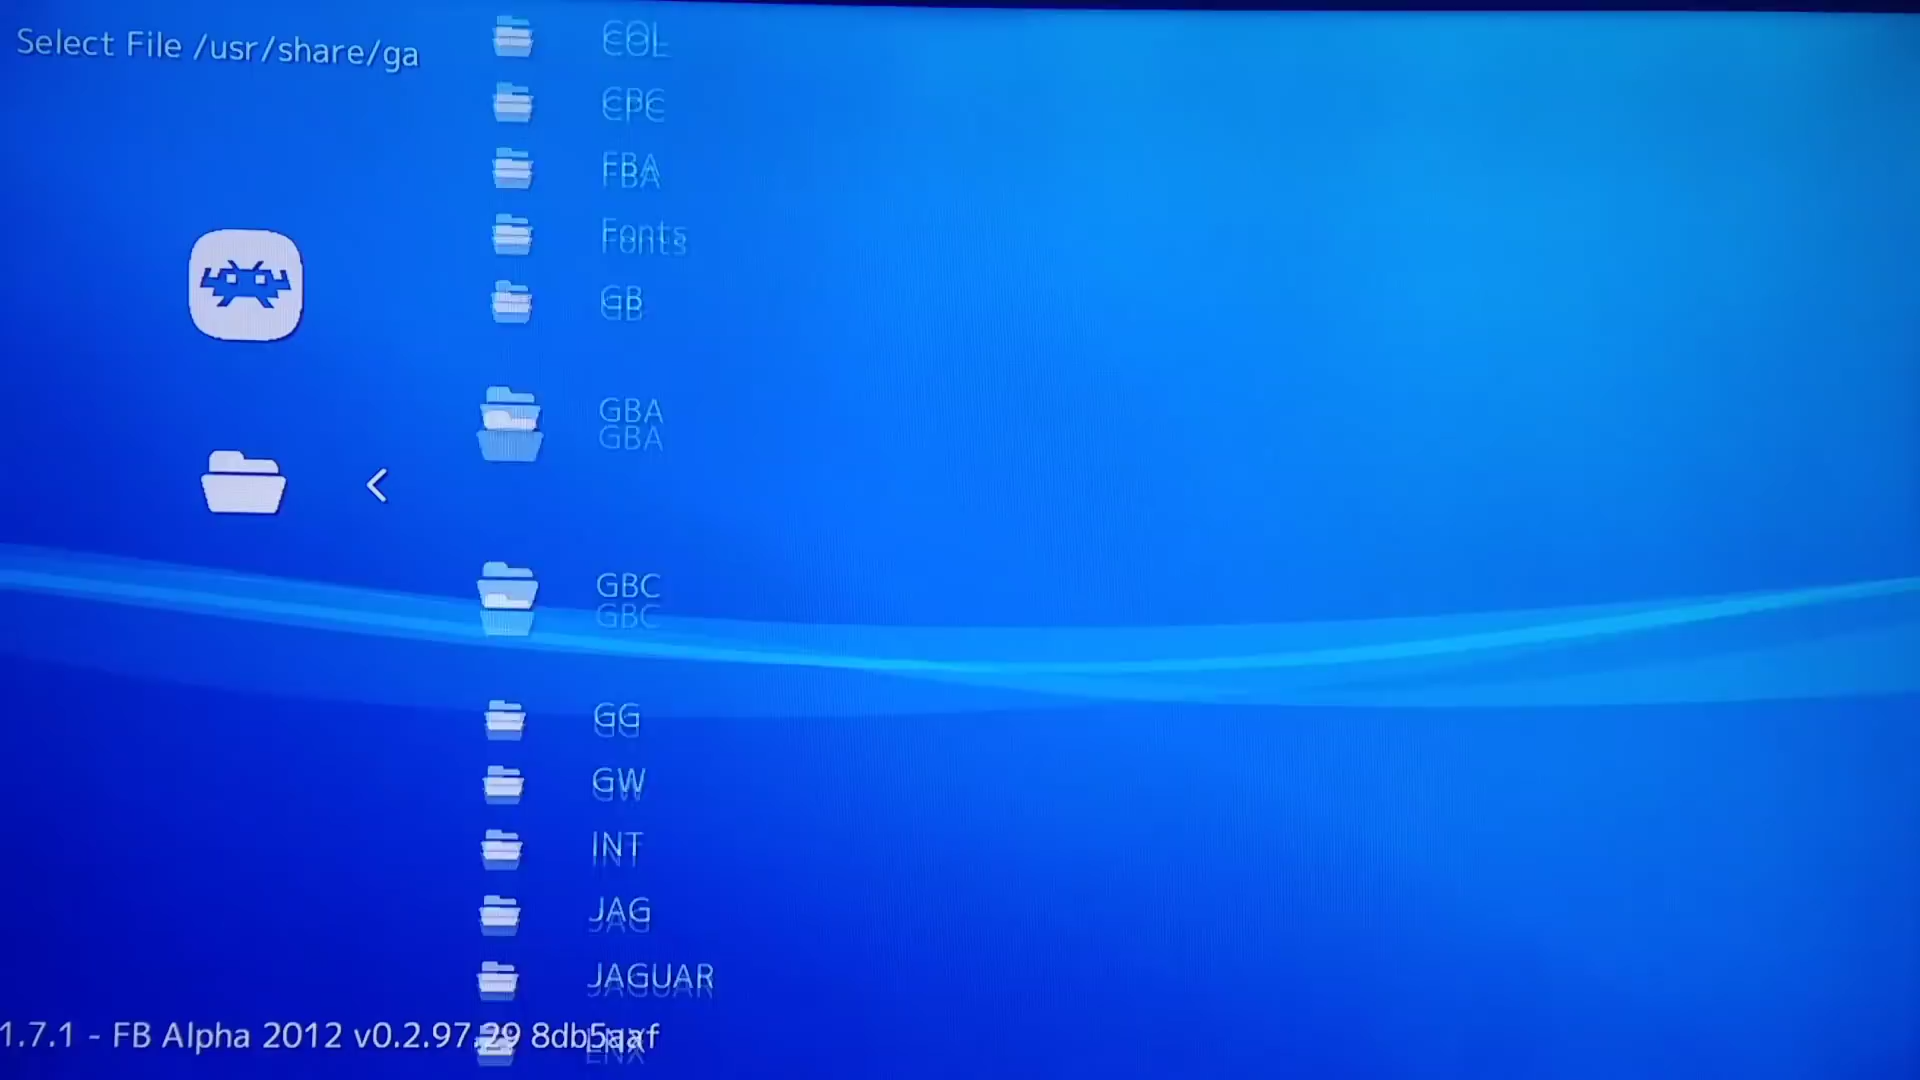 Select File /usr/share/ga
COL
CPC
FBA
Fonts
GB
GBA
GBC
GG
GW
INT
JAG
JAGUAR
LNX
1.7.1 - FB Alpha 2012 v0.2.97.29 8db5aaf